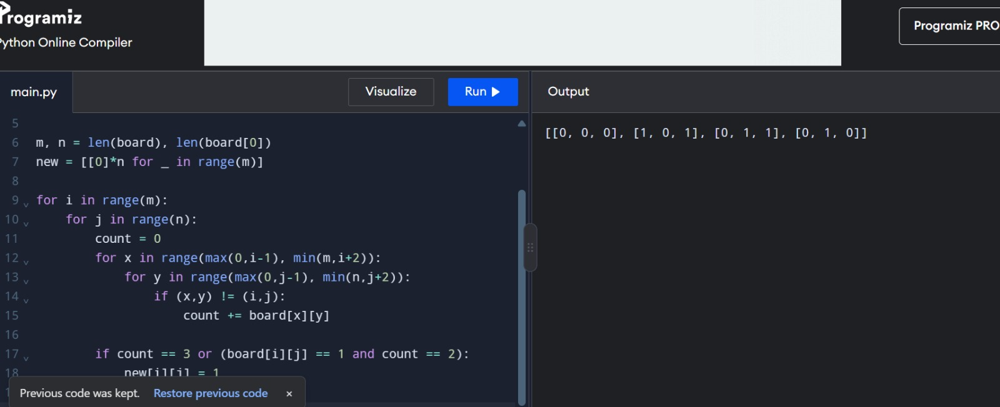 Programiz
Python Online Compiler
Programiz PRO
main.py
Visualize
Run
Output
5
6 m, n = len(board), len(board[0])
7 new = [[0]*n for _ in range(m)]
8
9 for i in range(m):
10 for j in range(n):
11 count = 0
12 for x in range(max(0,i-1), min(m,i+2)):
13 for y in range(max(0,j-1), min(n,j+2)):
14 if (x,y) != (i,j):
15 count += board[x][y]
16
17 if count == 3 or (board[i][j] == 1 and count == 2):
18 new[i][j] = 1
Previous code was kept. Restore previous code ×
[[0, 0, 0], [1, 0, 1], [0, 1, 1], [0, 1, 0]]